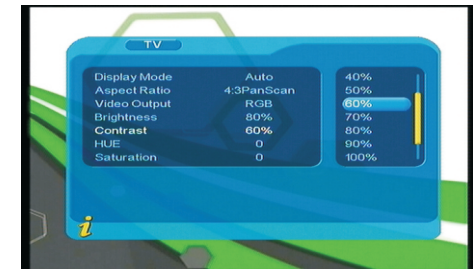 TV
Display Mode Auto
Aspect Ratio 4:3PanScan
Video Output RGB
Brightness 80%
Contrast 60%
HUE 0
Saturation 0
40%
50%
60%
70%
80%
90%
100%
i